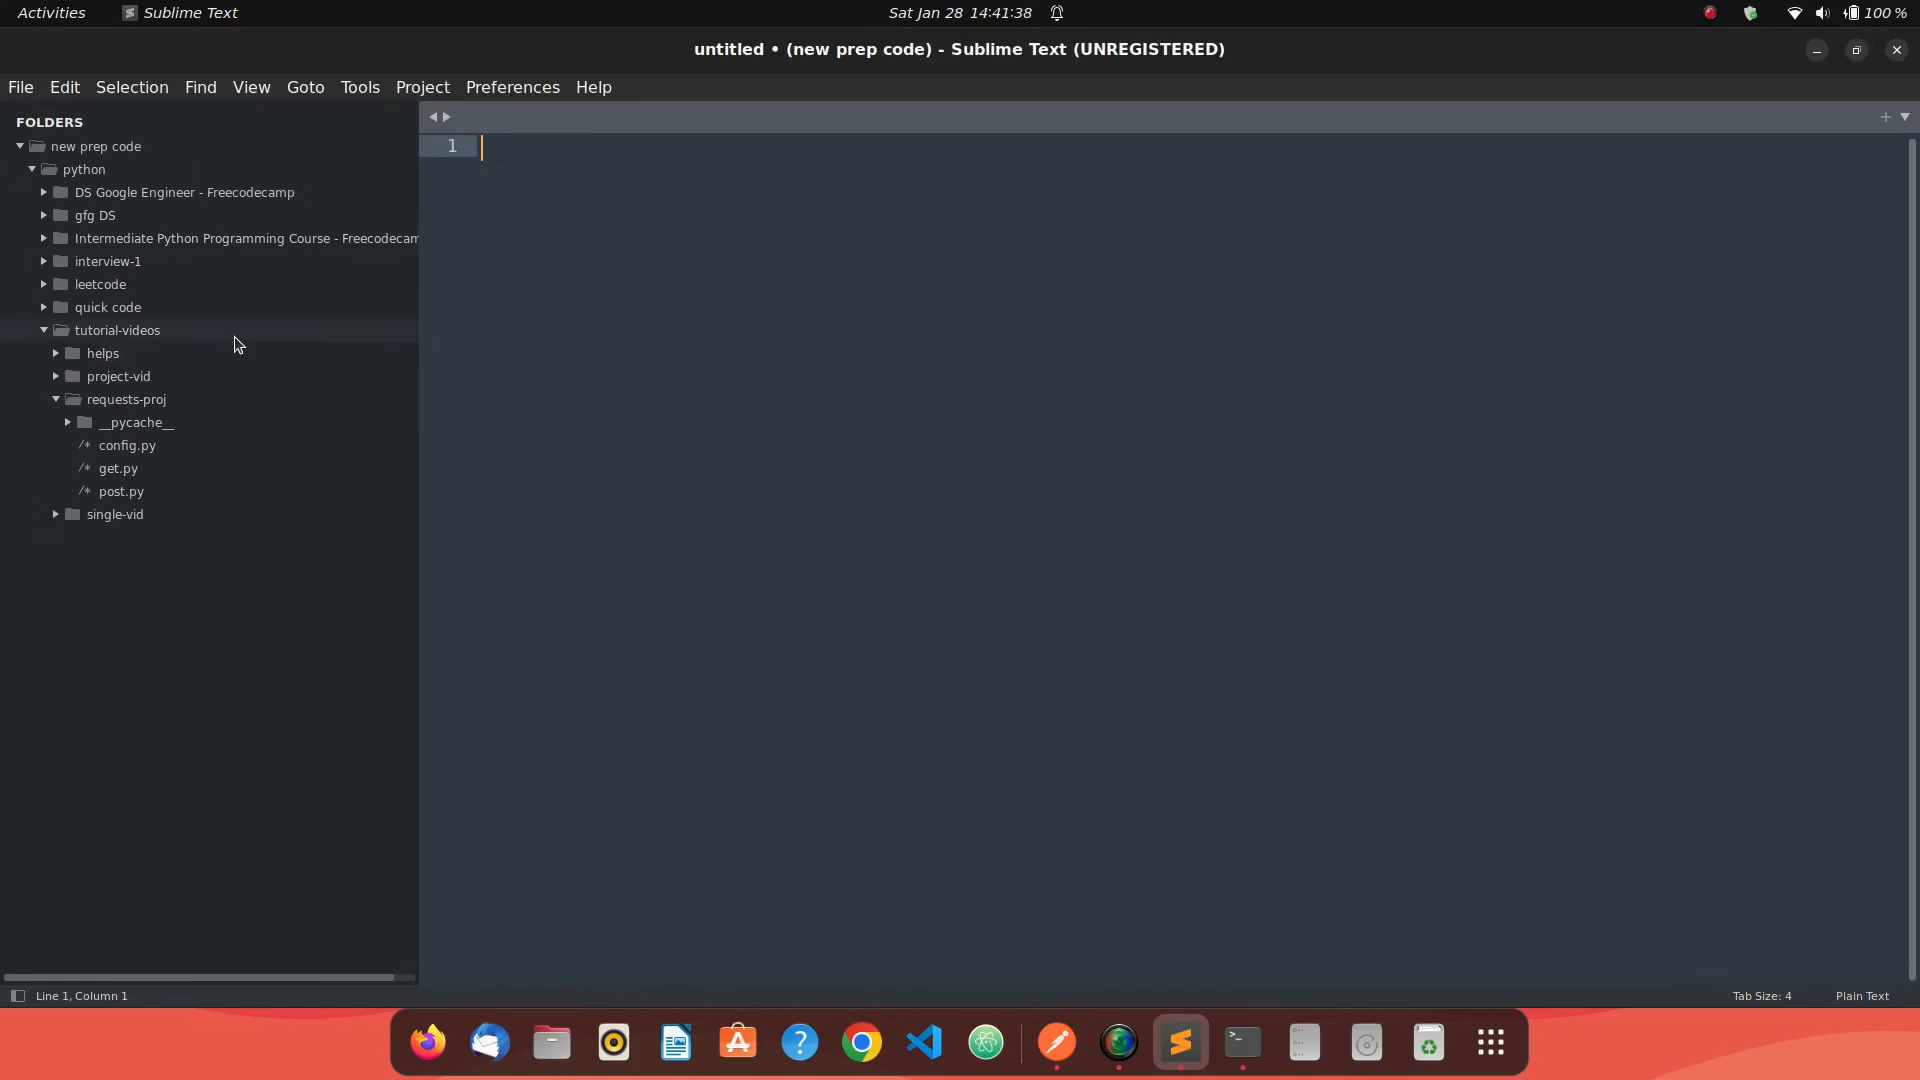 Activities Sublime Text Sat Jan 28 14:41:38 100 %
untitled • (new prep code) - Sublime Text (UNREGISTERED)
File Edit Selection Find View Goto Tools Project Preferences Help
FOLDERS
new prep code
1
python
DS Google Engineer - Freecodecamp
gfg DS
Intermediate Python Programming Course - Freecodecam
interview-1
leetcode
quick code
tutorial-videos
helps
project-vid
requests-proj
__pycache__
/* config.py
/* get.py
/* post.py
single-vid
Line 1, Column 1 Tab Size: 4 Plain Text